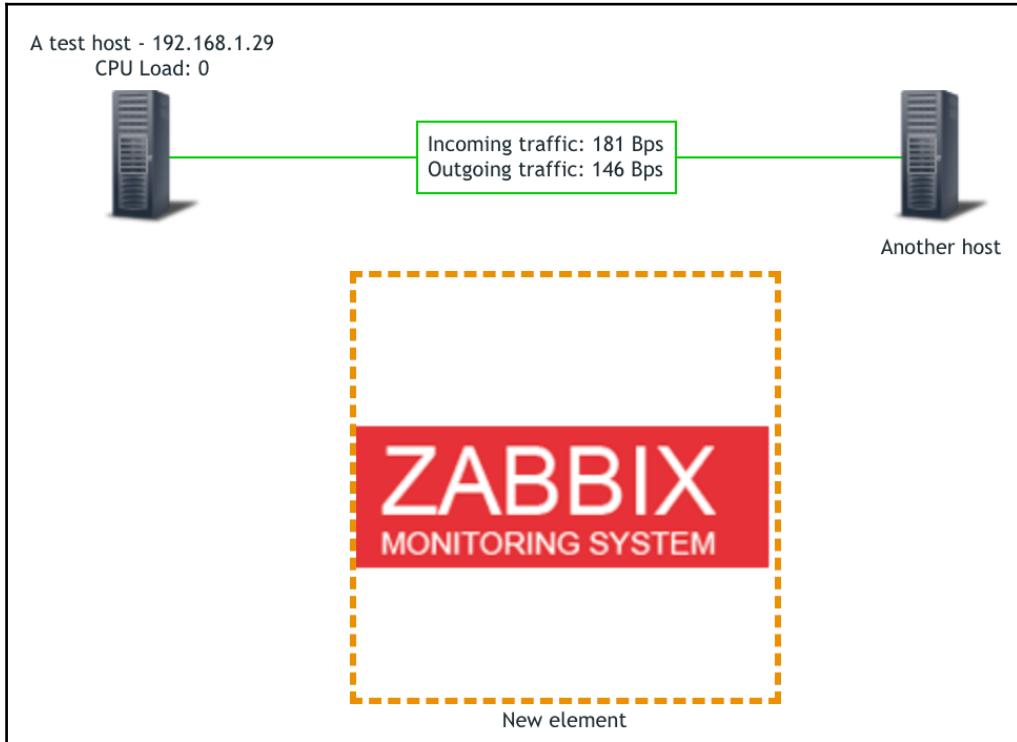 A test host - 192.168.1.29
CPU Load: 0
Incoming traffic: 181 Bps
Outgoing traffic: 146 Bps
Another host
ZABBIX
MONITORING SYSTEM
New element